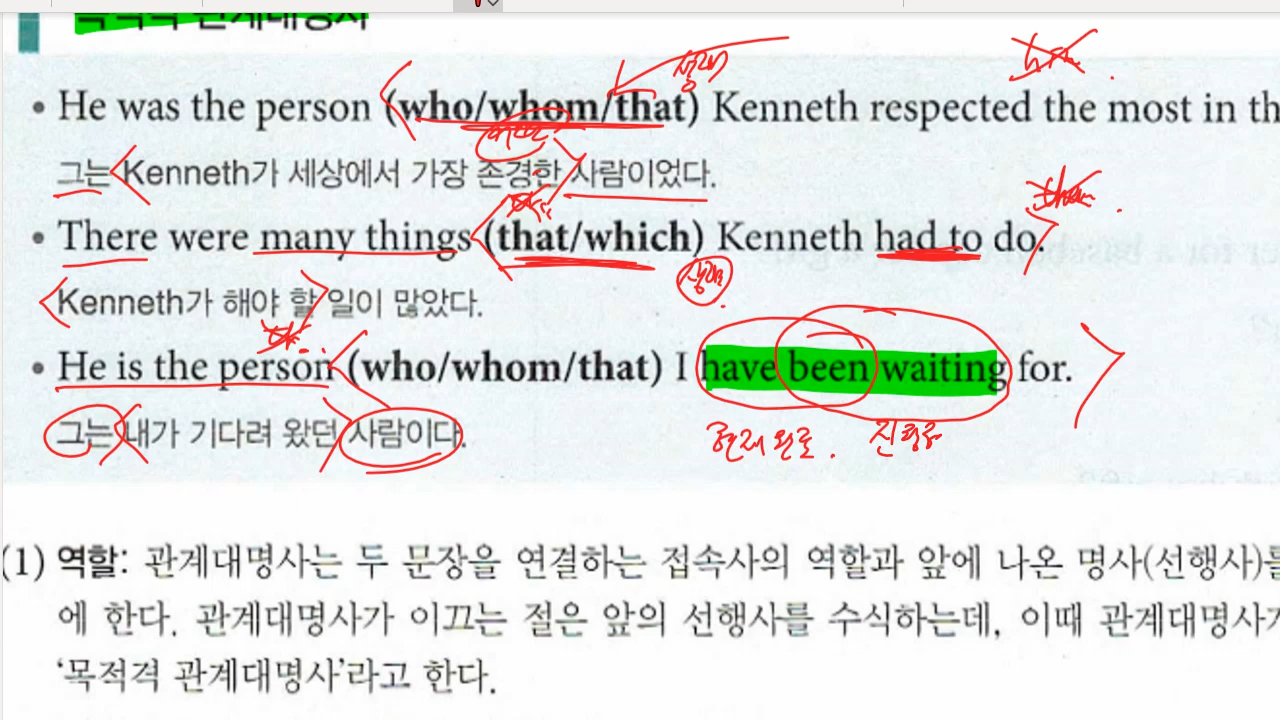 목적격 관계대명사
생략
• He was the person (who/whom/that) Kenneth respected the most in th
그는 Kenneth가 세상에서 가장 존경한 사람이었다.
• There were many things (that/which) Kenneth had to do.
생략
Kenneth가 해야 할 일이 많았다.
• He is the person (who/whom/that) I have been waiting for.
그는 내가 기다려 왔던 사람이다.
현재완료. 진행중
(1) 역할: 관계대명사는 두 문장을 연결하는 접속사의 역할과 앞에 나온 명사(선행사)를
에 한다. 관계대명사가 이끄는 절은 앞의 선행사를 수식하는데, 이때 관계대명사가
‘목적격 관계대명사’라고 한다.